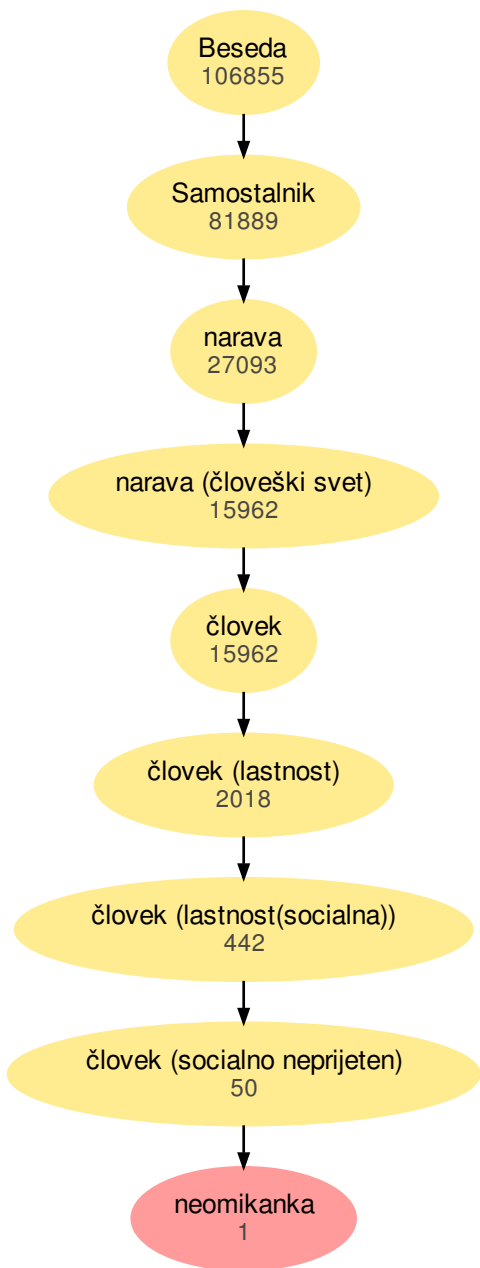 Beseda
106855
Samostalnik
81889
narava
27093
narava (človeški svet)
15962
človek
15962
človek (lastnost)
2018
človek (lastnost(socialna))
442
človek (socialno neprijeten)
50
neomikanka
1